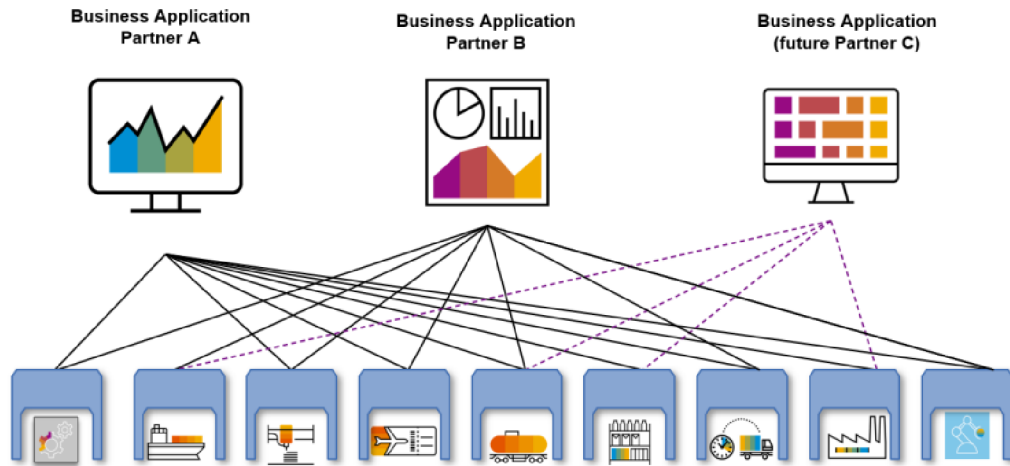 Business Application
Partner A
Business Application
Partner B
Business Application
(future Partner C)